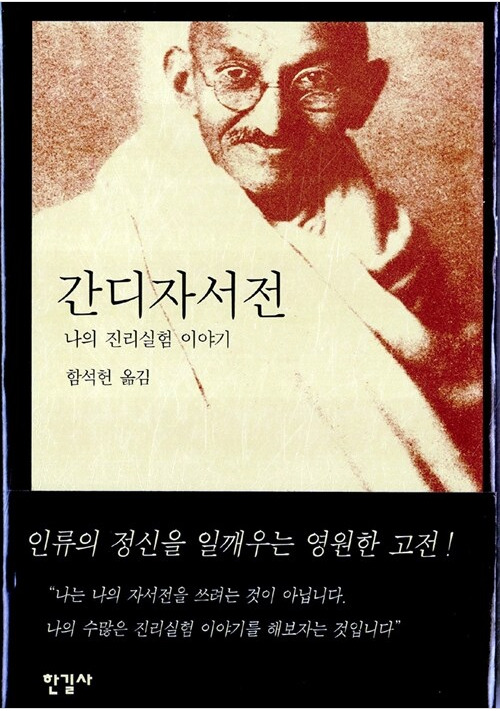 간디자서전
나의 진리실험 이야기
함석헌 옮김
인류의 정신을 일깨우는 영원한 고전!
“나는 나의 자서전을 쓰려는 것이 아닙니다.
나의 수많은 진리실험 이야기를 해보자는 것입니다”
한길사